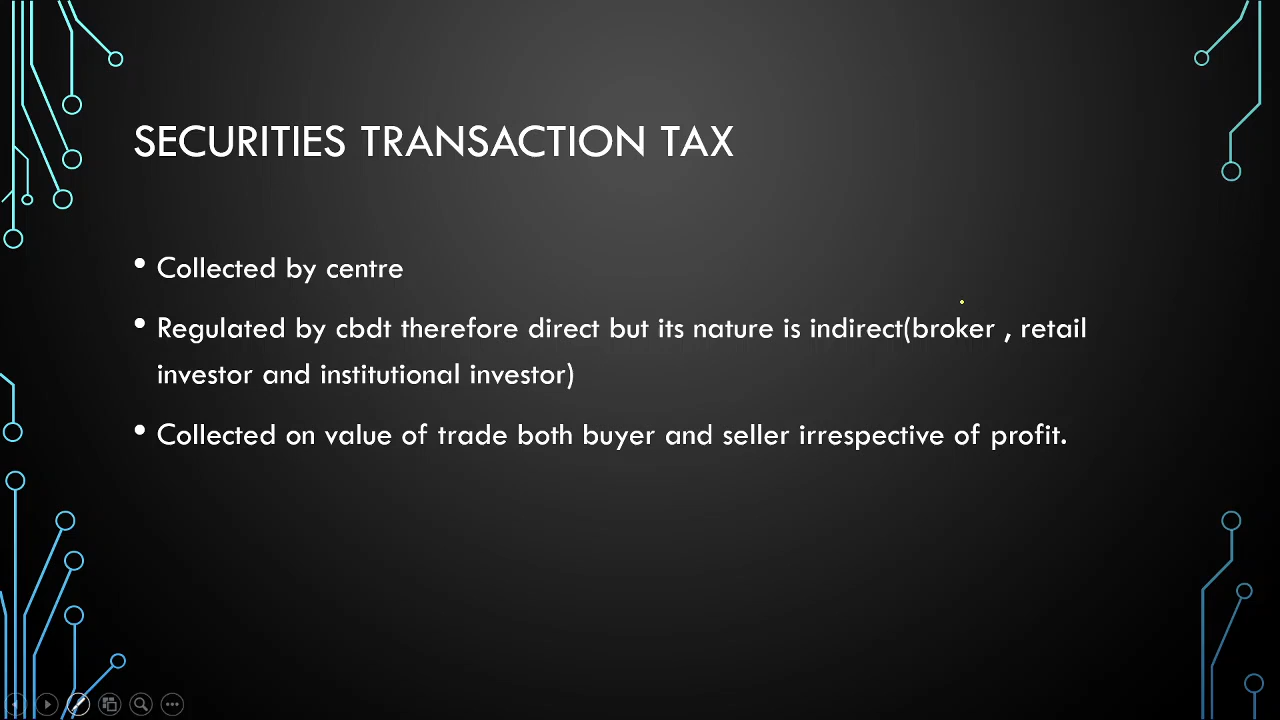 SECURITIES TRANSACTION TAX
• Collected by centre
• Regulated by cbdt therefore direct but its nature is indirect(broker , retail
investor and institutional investor)
• Collected on value of trade both buyer and seller irrespective of profit.